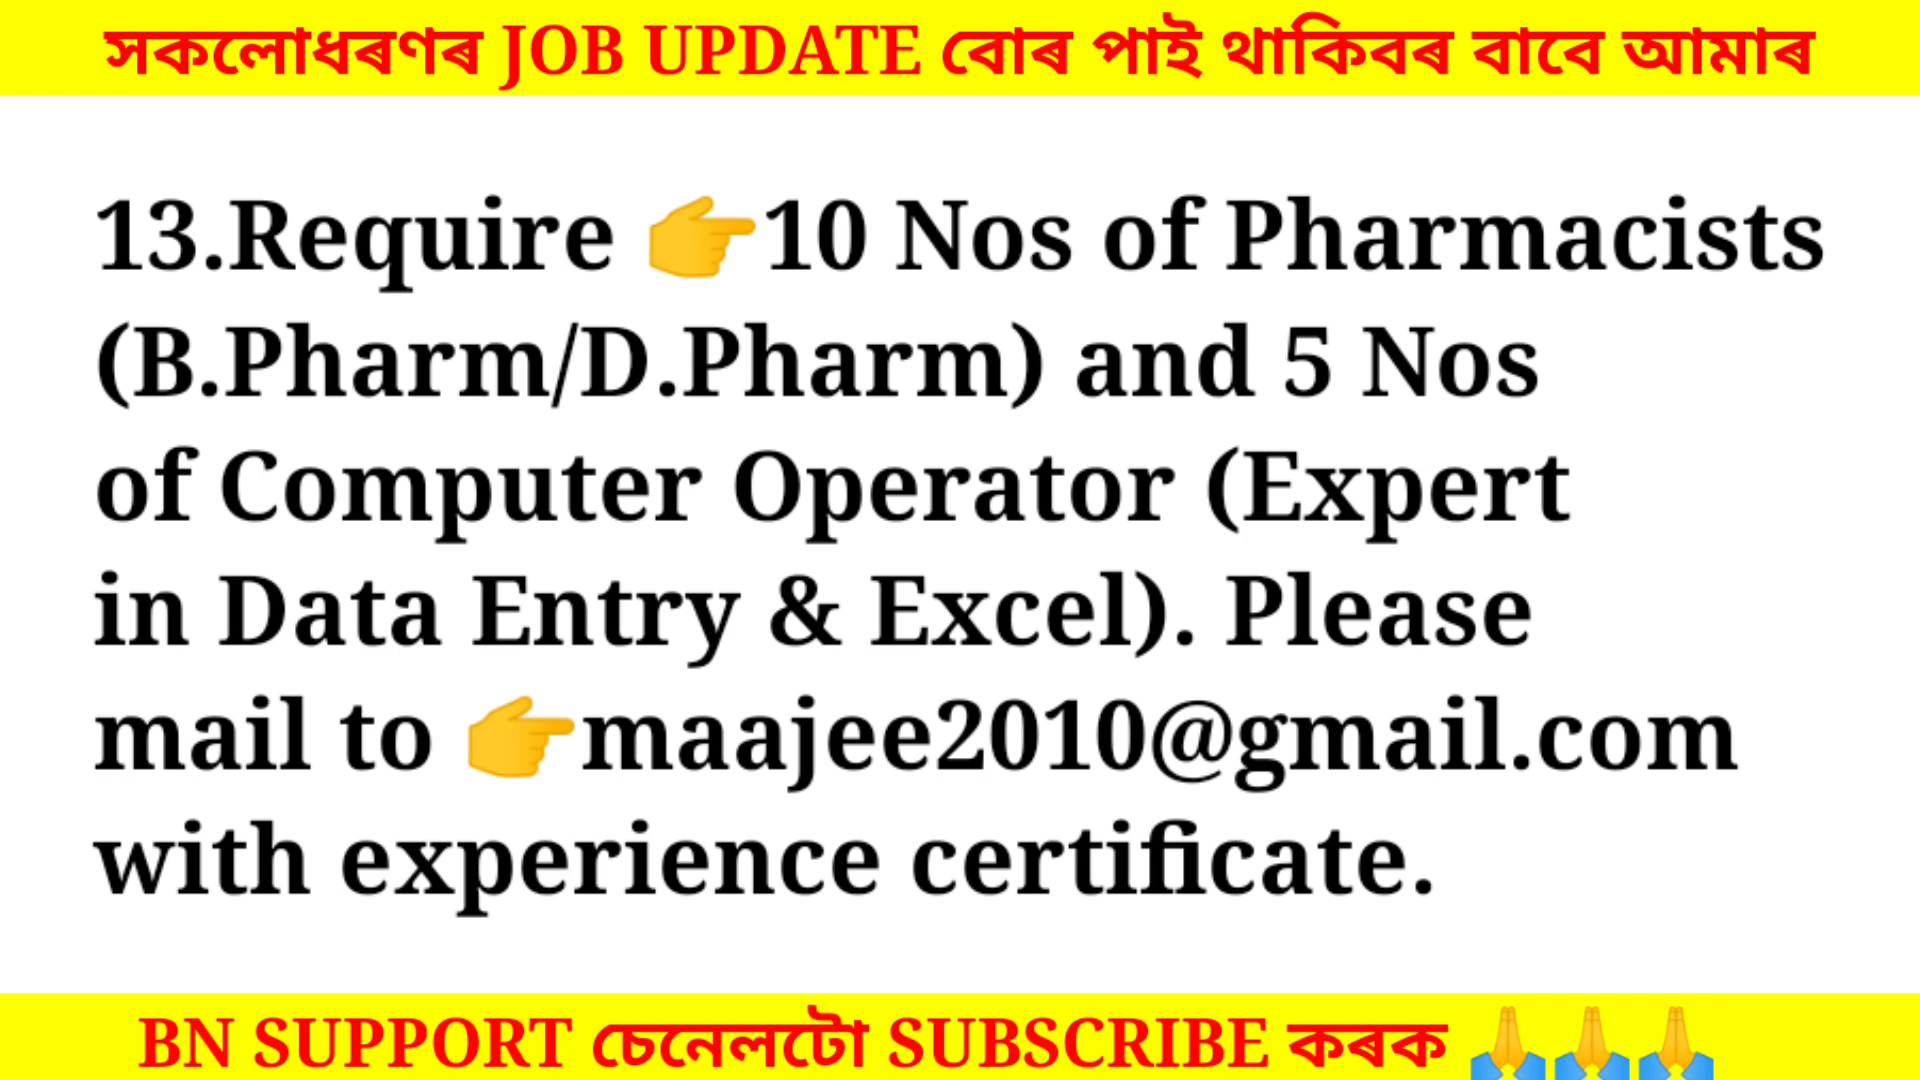 সকলোধৰণৰ JOB UPDATE বোৰ পাই থাকিবৰ বাবে আমাৰ
13.Require 👉10 Nos of Pharmacists
(B.Pharm/D.Pharm) and 5 Nos
of Computer Operator (Expert
in Data Entry & Excel). Please
mail to 👉maajee2010@gmail.com
with experience certificate.
BN SUPPORT চেনেলটো SUBSCRIBE কৰক 🙏🙏🙏